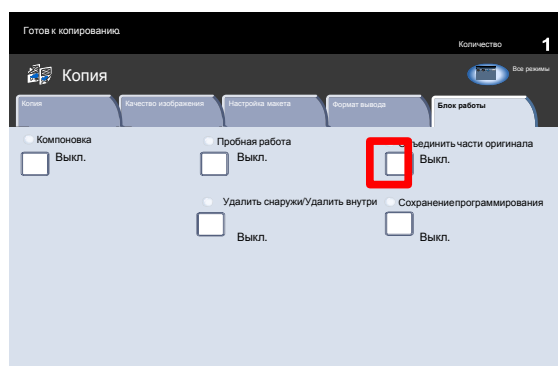 Готов к копированию.
Количество 1
Копия
Все режимы
Копия
Качество изображения
Настройка макета
Формат вывода
Блок работы
Компоновка
Выкл.
Пробная работа
Выкл.
ъединить части оригинала
Выкл.
Удалить снаружи/Удалить внутри
Выкл.
Сохранениепрограммирования
Выкл.